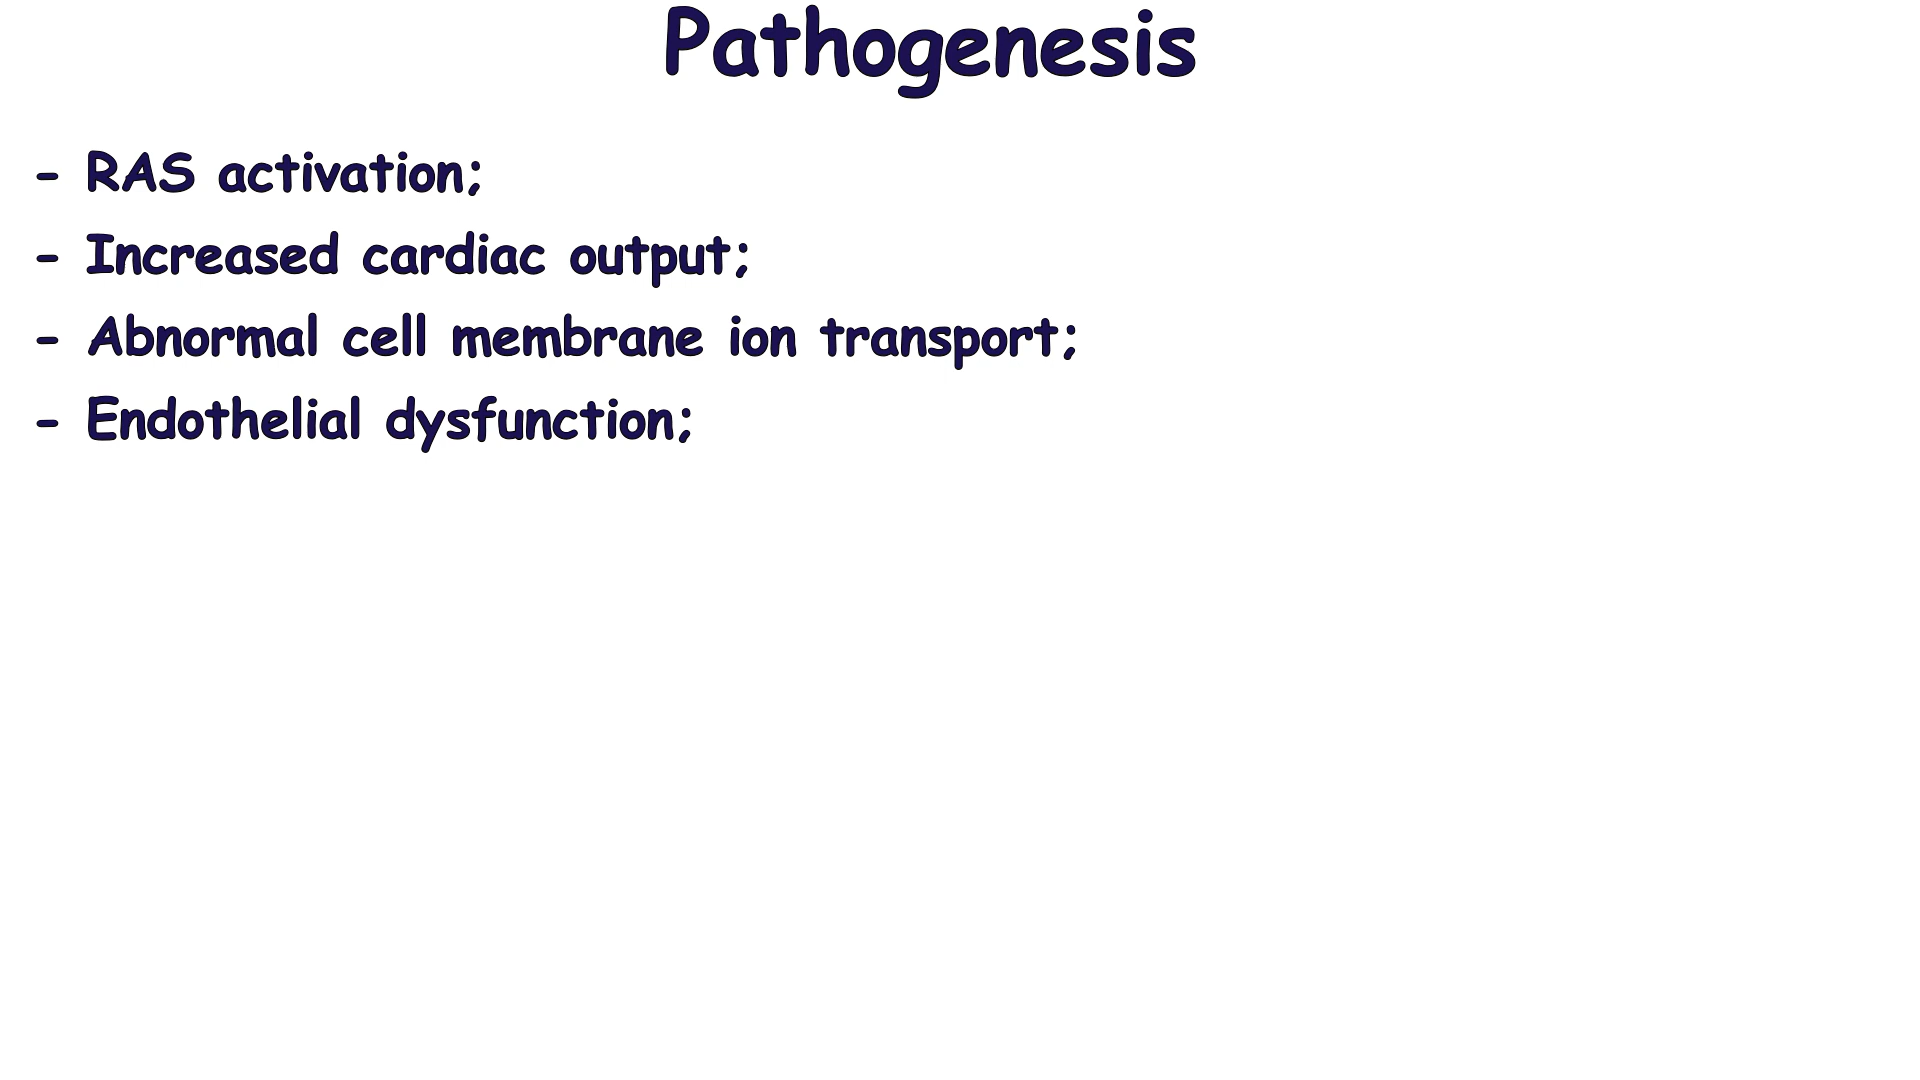 Pathogenesis
- RAS activation;
- Increased cardiac output;
- Abnormal cell membrane ion transport;
- Endothelial dysfunction;